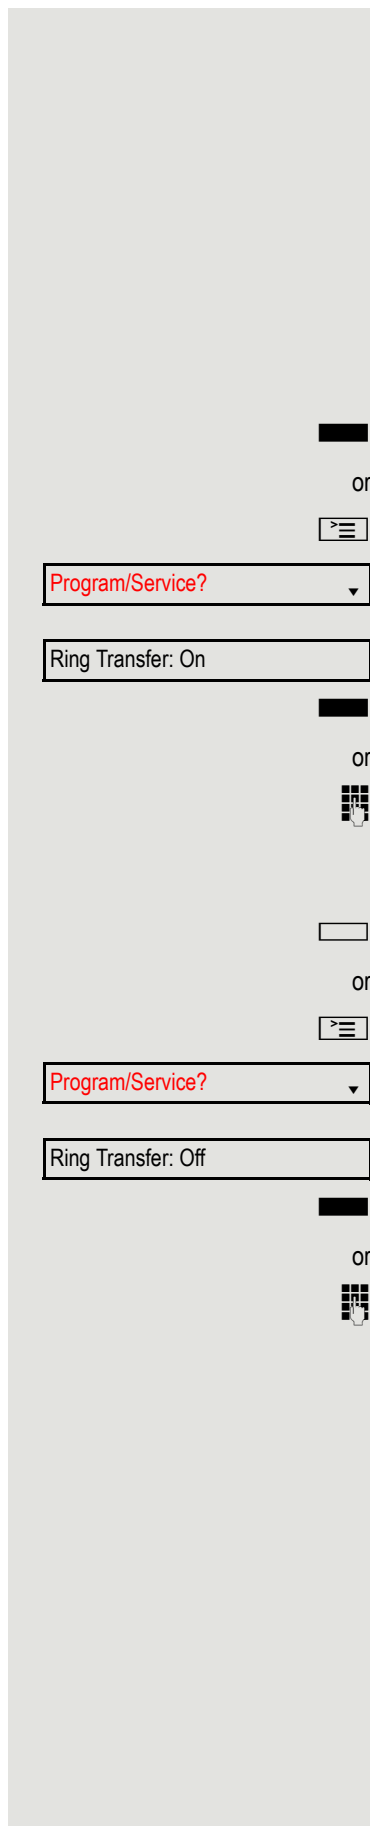 or
Program/Service?
Ring Transfer: On
or
or
Program/Service?
Ring Transfer: Off
or